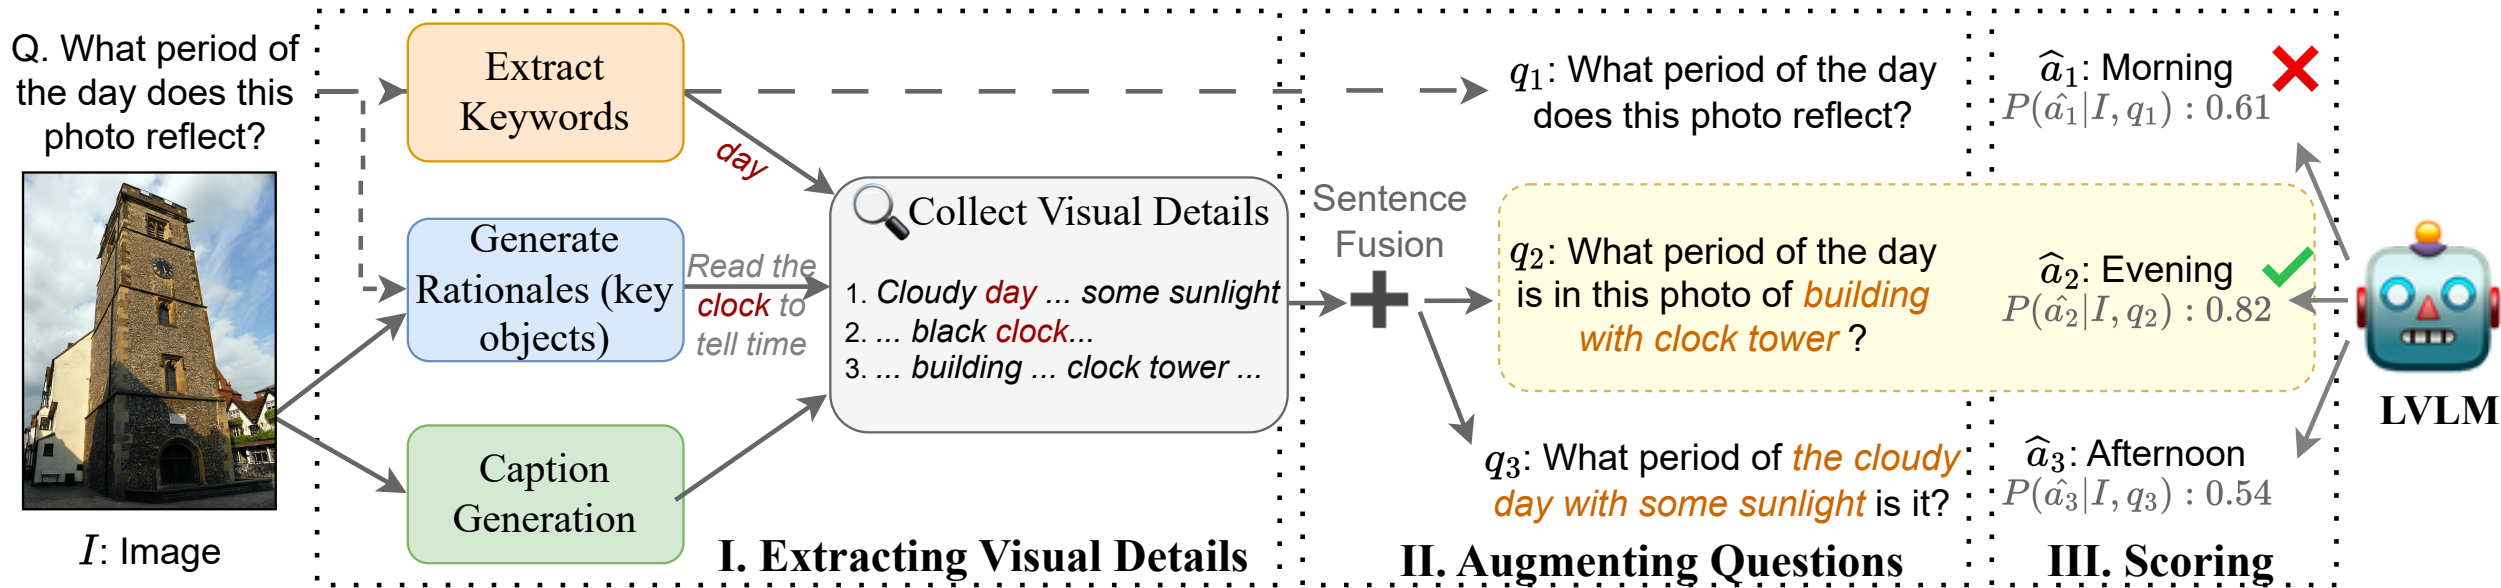 Q. What period of
the day does this
photo reflect?
I: Image
Extract
Keywords
day
Generate
Rationales (key
objects)
Read the
clock to
tell time
Caption
Generation
Collect Visual Details
1. Cloudy day ... some sunlight
2. ... black clock...
3. ... building ... clock tower ...
I. Extracting Visual Details
Sentence
Fusion
q₁: What period of the day
does this photo reflect?
q₂: What period of the day
is in this photo of building
with clock tower ?
q₃: What period of the cloudy
day with some sunlight is it?
II. Augmenting Questions
â₁: Morning
P(â₁|I, q₁) : 0.61
â₂: Evening
P(â₂|I, q₂) : 0.82
â₃: Afternoon
P(â₃|I, q₃) : 0.54
III. Scoring
LVLM